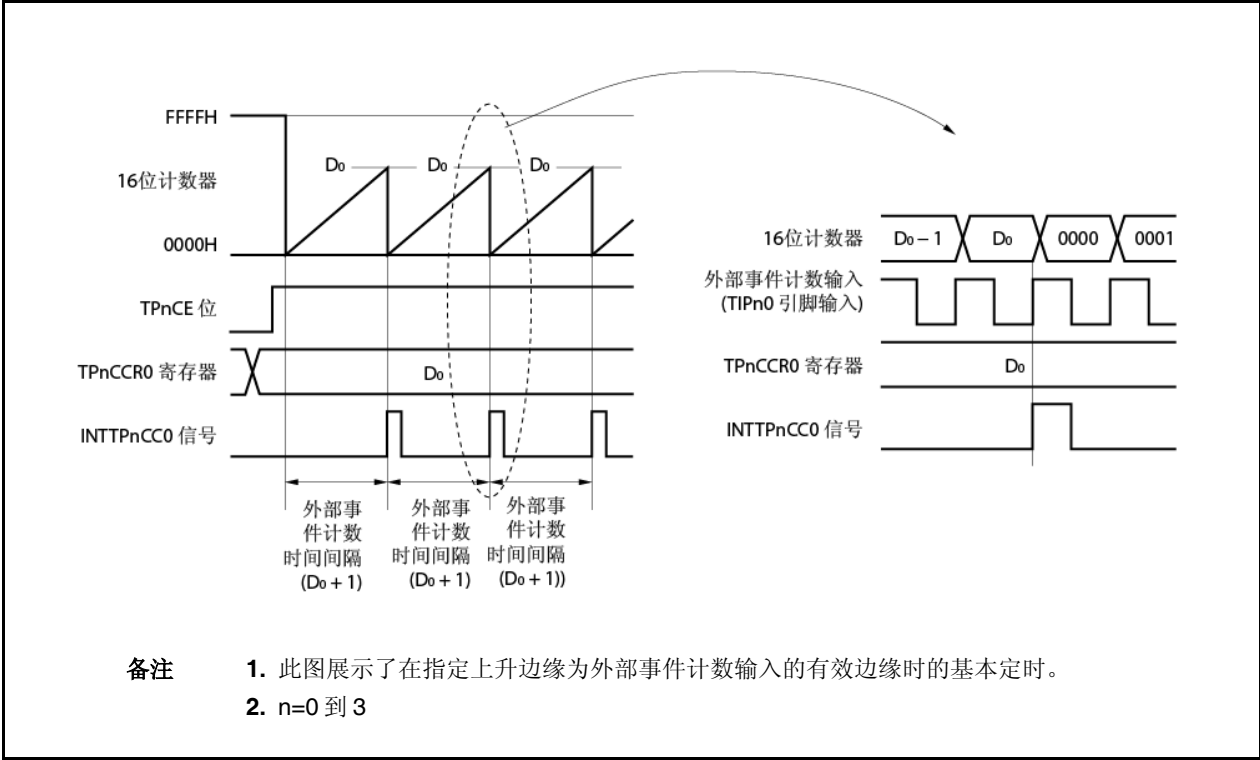 FFFFH
D0
D0
D0
16位计数器
0000H
TPnCE 位
TPnCCR0 寄存器
D0
INTTPnCC0 信号
外部事
件计数
时间间隔
(D0 + 1)
外部事
件计数
时间间隔
(D0 + 1)
外部事
件计数
时间间隔
(D0 + 1))
16位计数器
D0 – 1
D0
0000
0001
外部事件计数输入
(TIPn0 引脚输入)
TPnCCR0 寄存器
D0
INTTPnCC0 信号
备注 1. 此图展示了在指定上升边缘为外部事件计数输入的有效边缘时的基本定时。
2. n=0 到 3